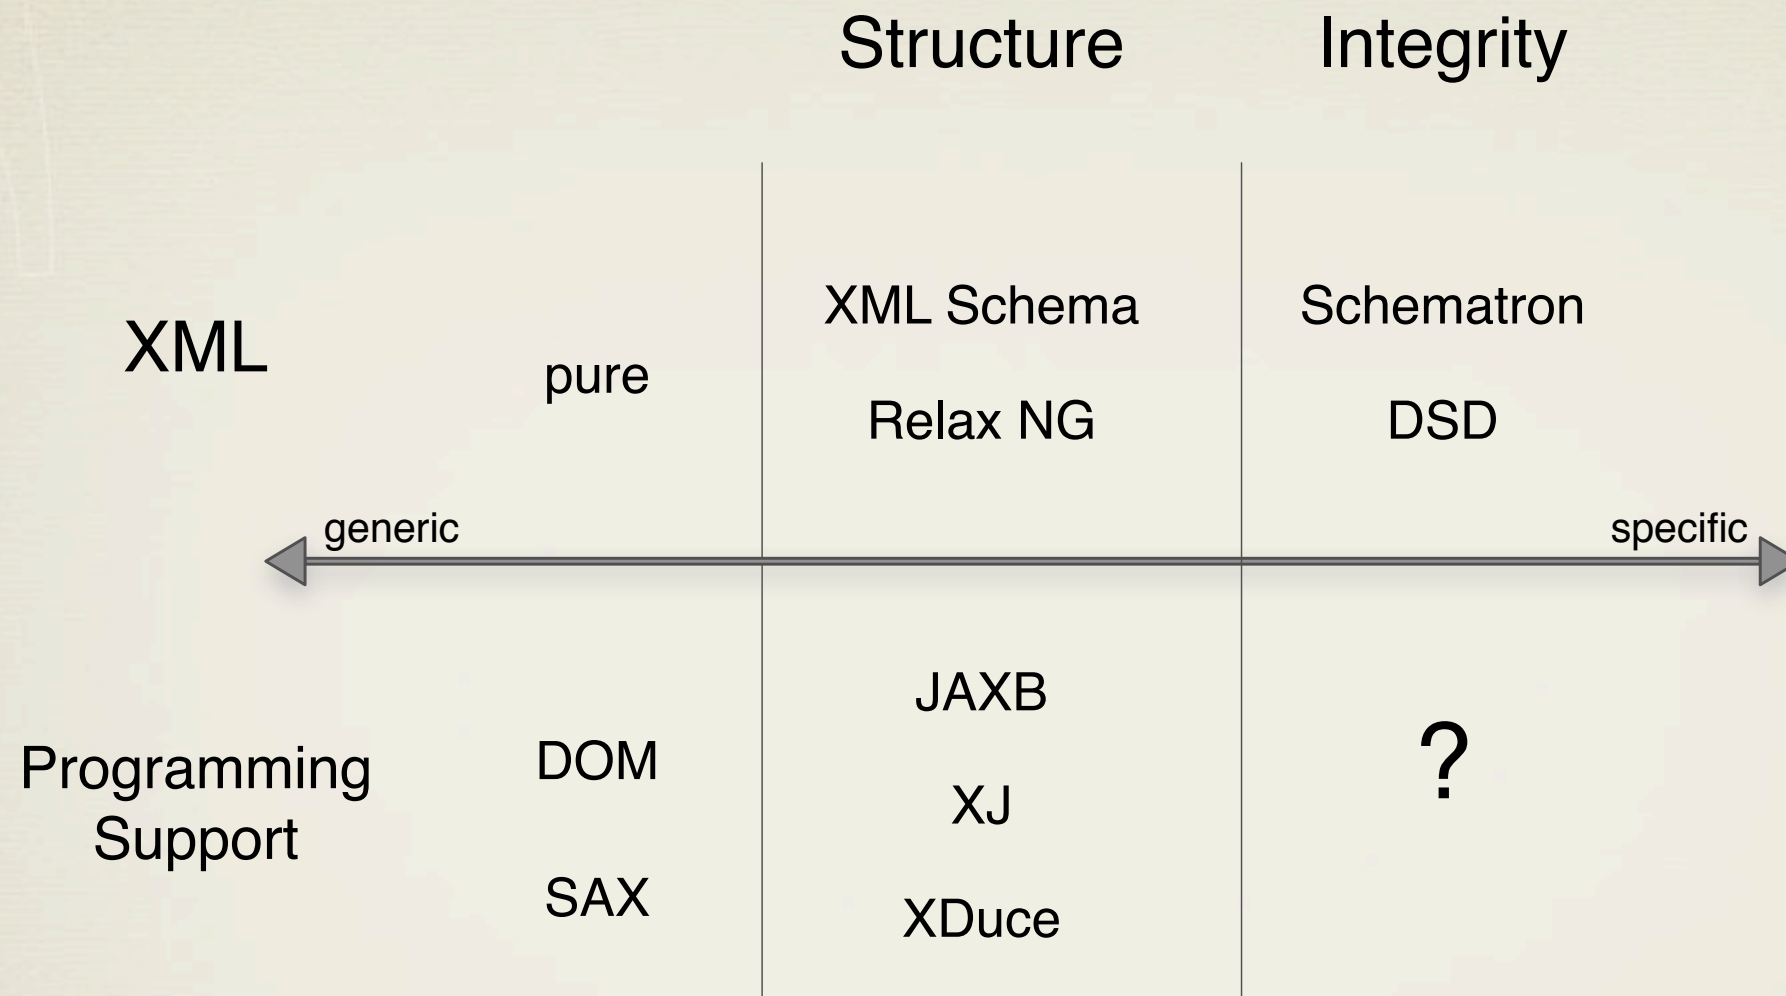 Structure Integrity
XML
pure
XML Schema
Relax NG
Schematron
DSD
generic
specific
Programming
Support
DOM
SAX
JAXB
XJ
XDuce
?